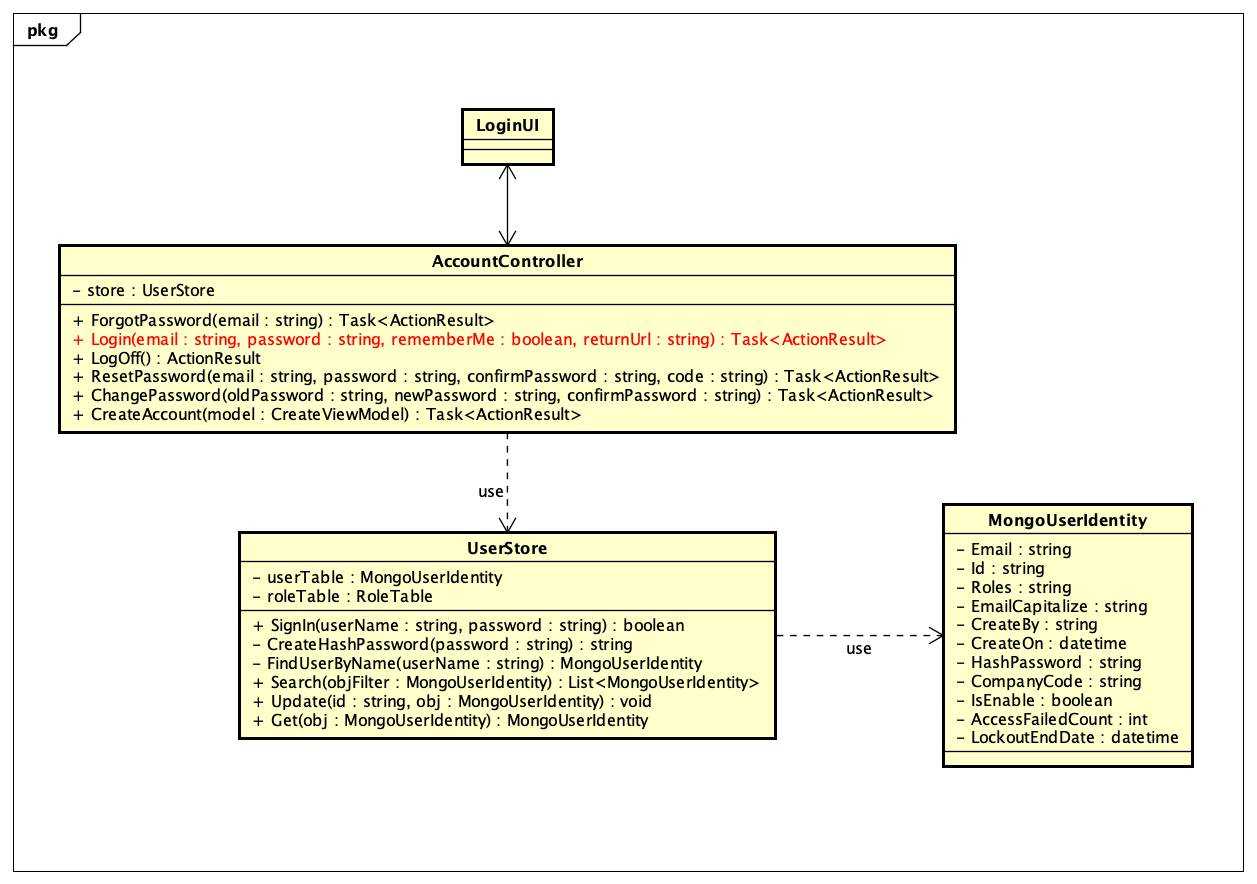 pkg
LoginUI
AccountController
- store : UserStore
+ ForgotPassword(email : string) : Task<ActionResult>
+ Login(email : string, password : string, rememberMe : boolean, returnUrl : string) : Task<ActionResult>
+ LogOff() : ActionResult
+ ResetPassword(email : string, password : string, confirmPassword : string, code : string) : Task<ActionResult>
+ ChangePassword(oldPassword : string, newPassword : string, confirmPassword : string) : Task<ActionResult>
+ CreateAccount(model : CreateViewModel) : Task<ActionResult>
use
UserStore
- userTable : MongoUserIdentity
- roleTable : RoleTable
+ SignIn(userName : string, password : string) : boolean
- CreateHashPassword(password : string) : string
- FindUserByName(userName : string) : MongoUserIdentity
+ Search(objFilter : MongoUserIdentity) : List<MongoUserIdentity>
+ Update(id : string, obj : MongoUserIdentity) : void
+ Get(obj : MongoUserIdentity) : MongoUserIdentity
use
MongoUserIdentity
- Email : string
- Id : string
- Roles : string
- EmailCapitalize : string
- CreateBy : string
- CreateOn : datetime
- HashPassword : string
- CompanyCode : string
- IsEnable : boolean
- AccessFailedCount : int
- LockoutEndDate : datetime